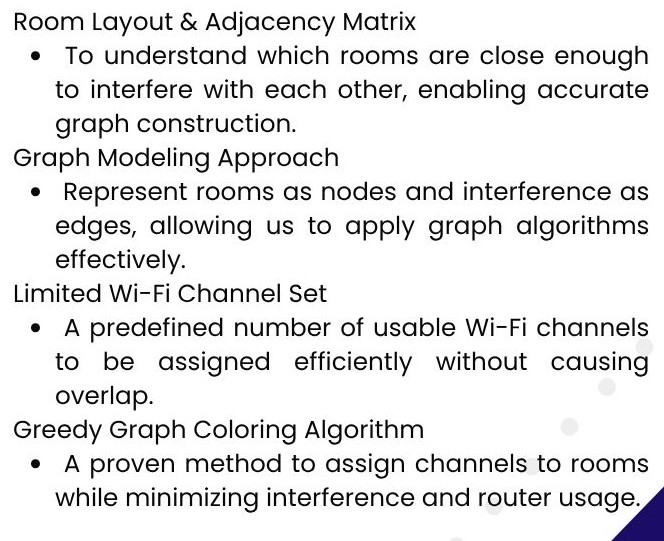 Room Layout & Adjacency Matrix
• To understand which rooms are close enough
to interfere with each other, enabling accurate
graph construction.
Graph Modeling Approach
• Represent rooms as nodes and interference as
edges, allowing us to apply graph algorithms
effectively.
Limited Wi-Fi Channel Set
• A predefined number of usable Wi-Fi channels
to be assigned efficiently without causing
overlap.
Greedy Graph Coloring Algorithm
• A proven method to assign channels to rooms
while minimizing interference and router usage.